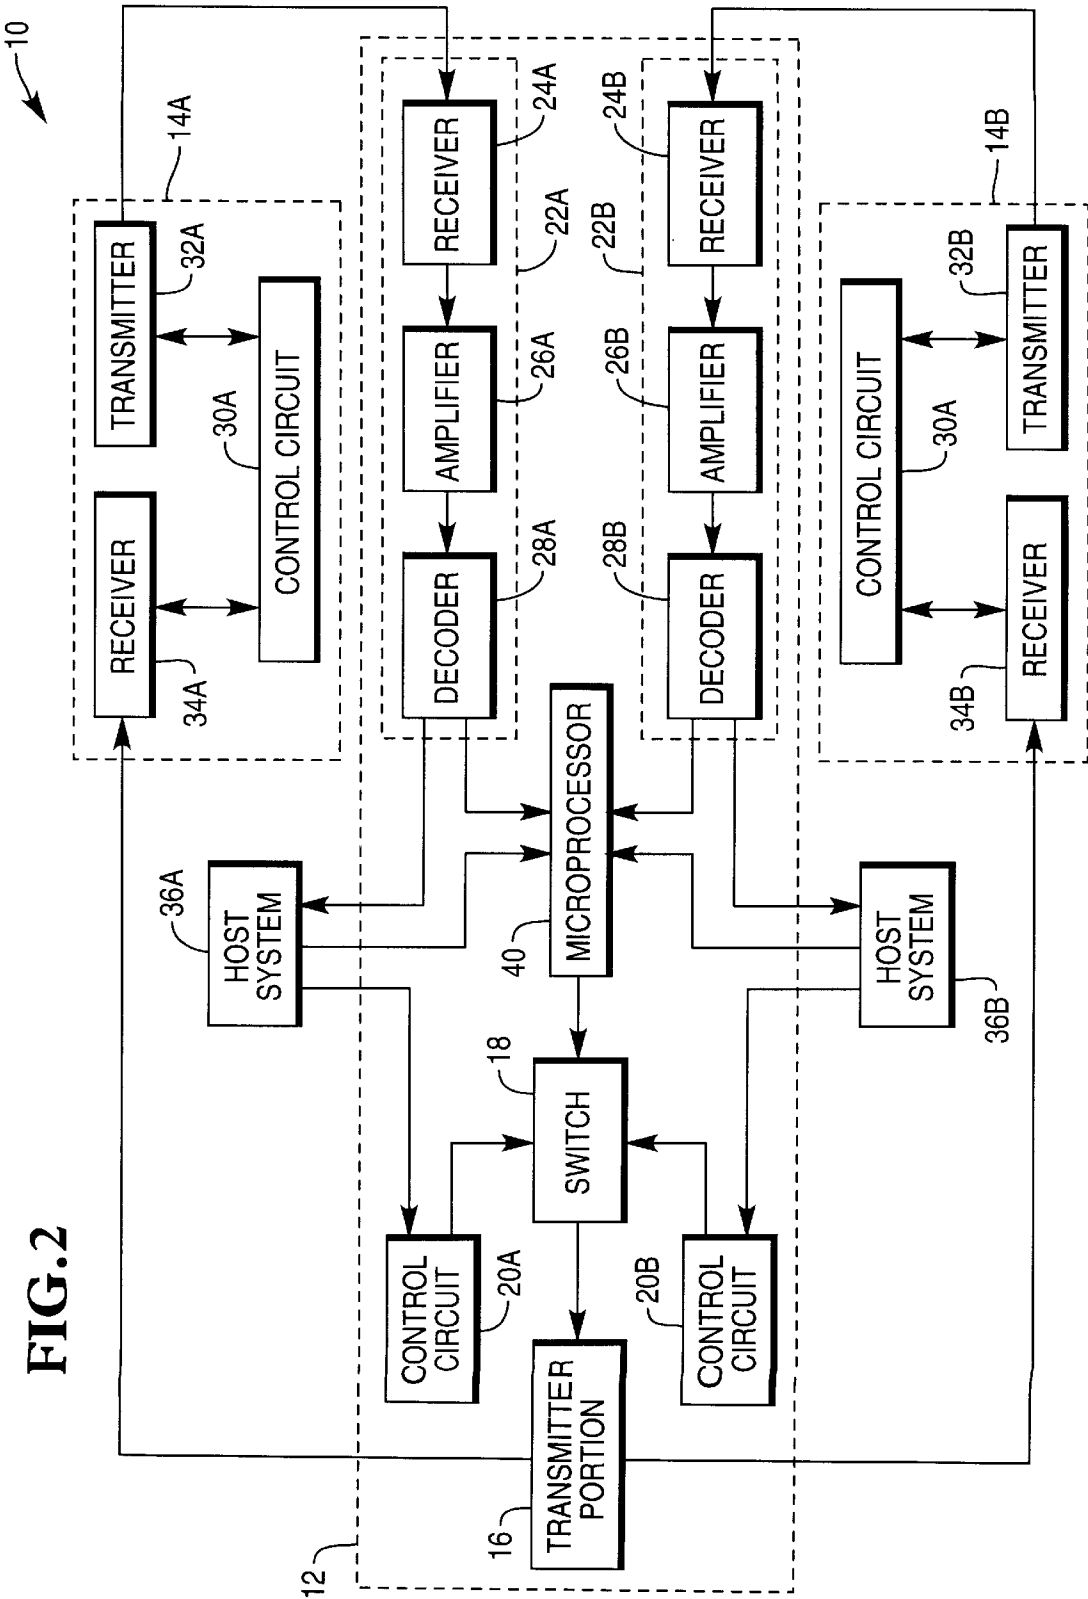 FIG.2
10
14A
TRANSMITTER
32A
RECEIVER
34A
30A
CONTROL CIRCUIT
36A
HOST
SYSTEM
12
22A
RECEIVER
24A
AMPLIFIER
26A
DECODER
28A
CONTROL
CIRCUIT
20A
TRANSMITTER
PORTION
16
SWITCH
18
MICROPROCESSOR
40
22B
24B
RECEIVER
26B
AMPLIFIER
28B
DECODER
20B
CONTROL
CIRCUIT
HOST
SYSTEM
36B
14B
CONTROL CIRCUIT
30A
32B
TRANSMITTER
34B
RECEIVER